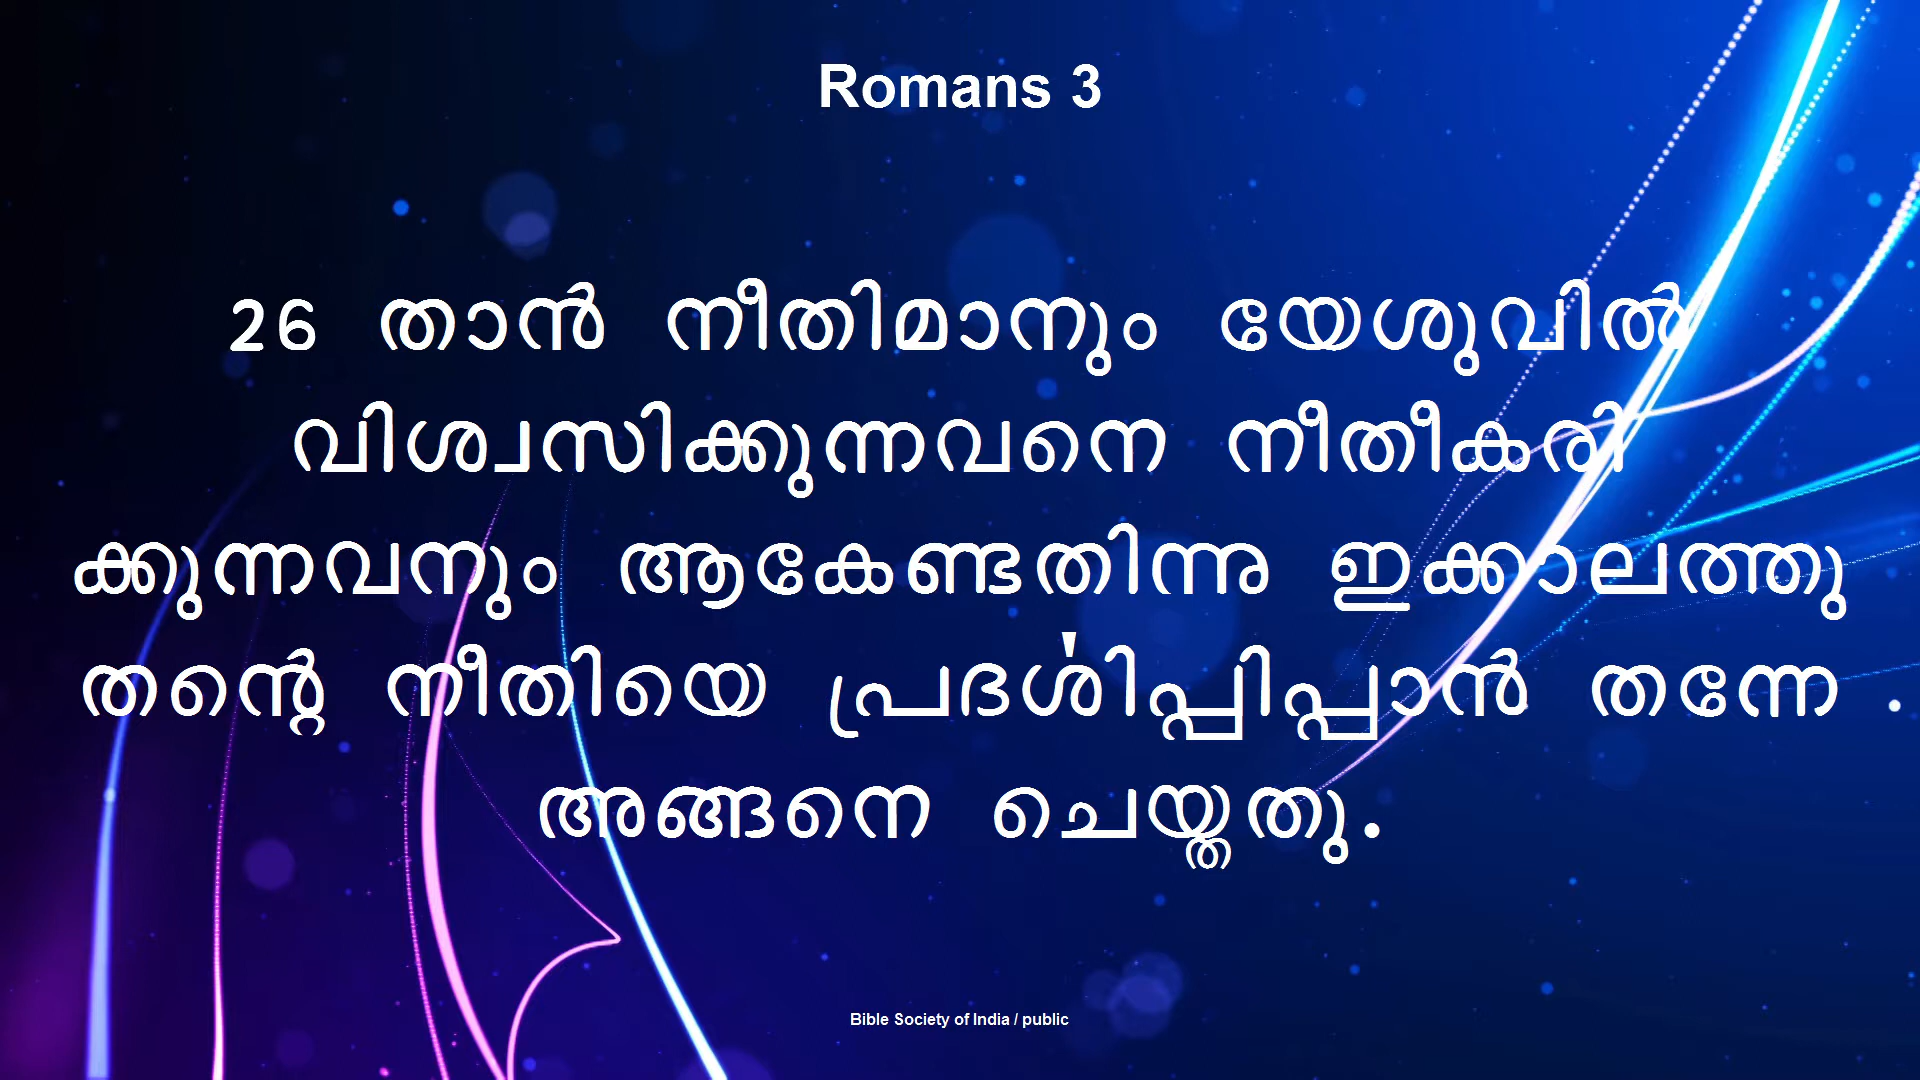 Romans 3
26 താൻ നീതിമാനും യേശുവിൽ
വിശ്വസിക്കുന്നവനെ നീതീകരി
ക്കുന്നവനും ആകേണ്ടതിന്നു ഇക്കാലത്തു
തന്റെ നീതിയെ പ്രദൎശിപ്പിപ്പാൻ തന്നേ
അങ്ങനെ ചെയ്തതു.
Bible Society of India / public